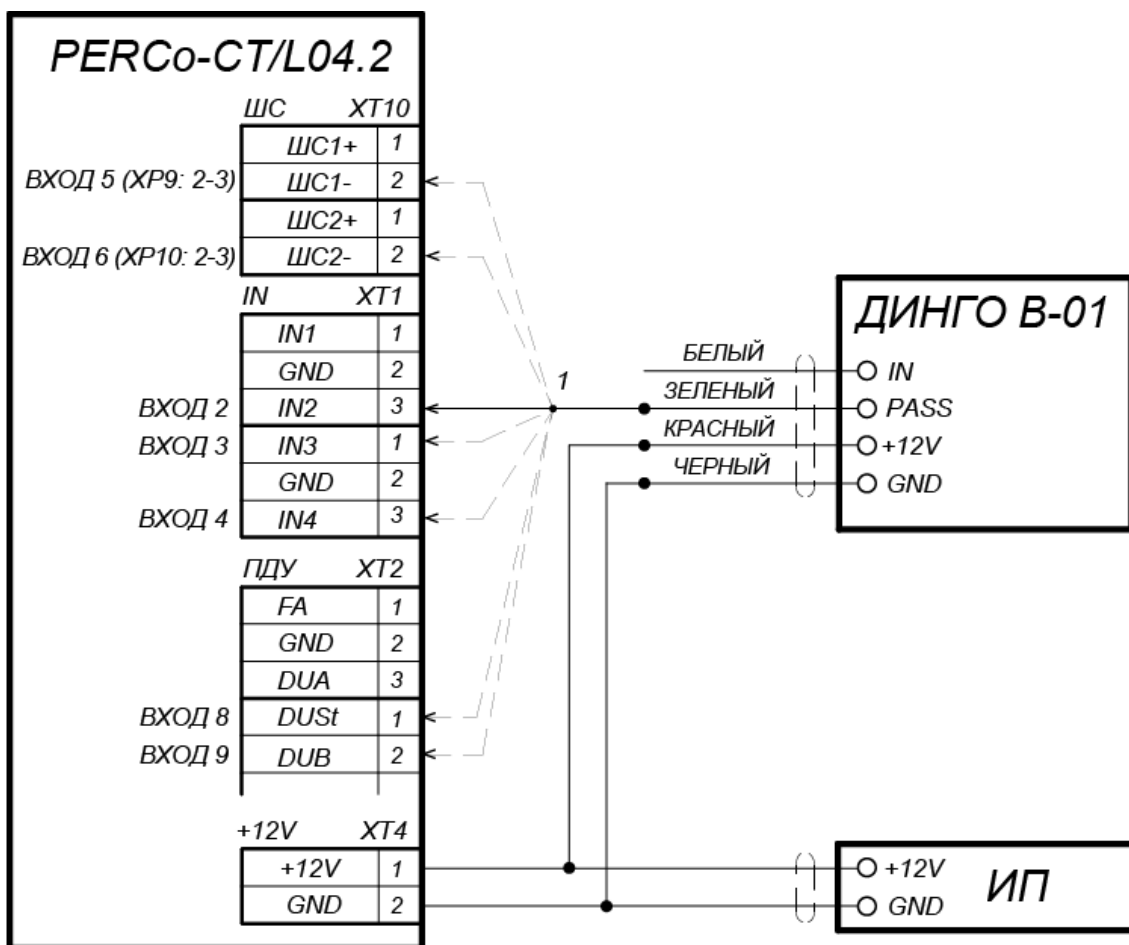 PERCo-CT/L04.2
ШС XT10
ШС1+ 1
ВХОД 5 (XP9: 2-3) ШС1- 2
ШС2+ 1
ВХОД 6 (XP10: 2-3) ШС2- 2
IN XT1
IN1 1
GND 2
ВХОД 2 IN2 3
ВХОД 3 IN3 1
GND 2
ВХОД 4 IN4 3
ПДУ XT2
FA 1
GND 2
DUA 3
ВХОД 8 DUSt 1
ВХОД 9 DUB 2
+12V XT4
+12V 1
GND 2
1
БЕЛЫЙ
ЗЕЛЕНЫЙ
КРАСНЫЙ
ЧЕРНЫЙ
ДИНГО В-01
IN
PASS
+12V
GND
+12V
GND
ИП